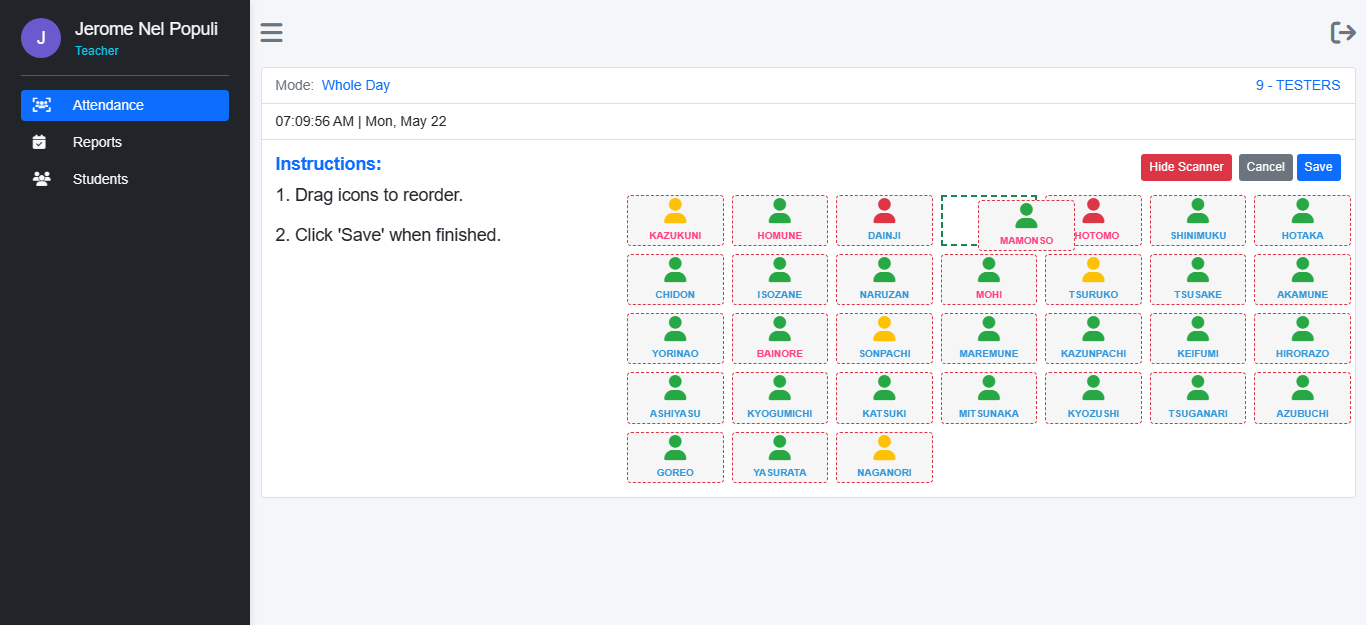 J
Jerome Nel Populi
Teacher
Attendance
Reports
Students
Mode: Whole Day
9 - TESTERS
07:09:56 AM | Mon, May 22
Instructions:
1. Drag icons to reorder.
2. Click 'Save' when finished.
Hide Scanner
Cancel
Save
KAZUKUNI
HOMUNE
DAINJI
MAMONSO
HOTOMO
SHINIMUKU
HOTAKA
CHIDON
ISOZANE
NARUZAN
MOHI
TSURUKO
TSUSAKE
AKAMUNE
YORINAO
BAINORE
SONPACHI
MAREMUNE
KAZUNPACHI
KEIFUMI
HIRORAZO
ASHIYASU
KYOGUMICHI
KATSUKI
MITSUNAKA
KYOZUSHI
TSUGANARI
AZUBUCHI
GOREO
YASURATA
NAGANORI